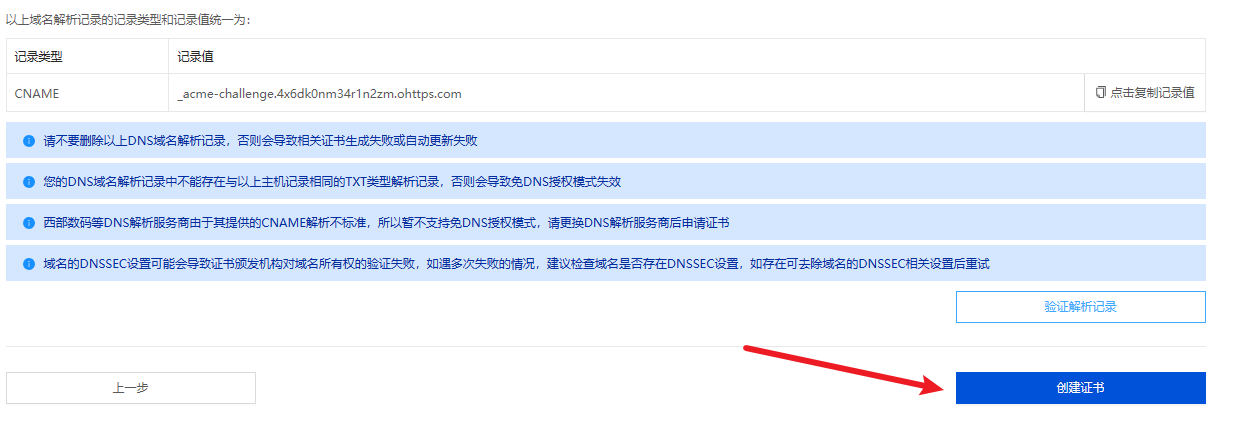 以上域名解析记录的记录类型和记录值统一为：
记录类型 记录值
CNAME _acme-challenge.4x6dk0nm34r1n2zm.ohttps.com 点击复制记录值
请不要删除以上DNS域名解析记录，否则会导致相关证书生成失败或自动更新失败
您的DNS域名解析记录中不能存在与以上主机记录相同的TXT类型解析记录，否则会导致免DNS授权模式失效
西部数码等DNS解析服务商由于其提供的CNAME解析不标准，所以暂不支持免DNS授权模式，请更换DNS解析服务商后申请证书
域名的DNSSEC设置可能会导致证书颁发机构对域名所有权的验证失败，如遇多次失败的情况，建议检查域名是否存在DNSSEC设置，如存在可去除域名的DNSSEC相关设置后重试
验证解析记录
上一步 创建证书